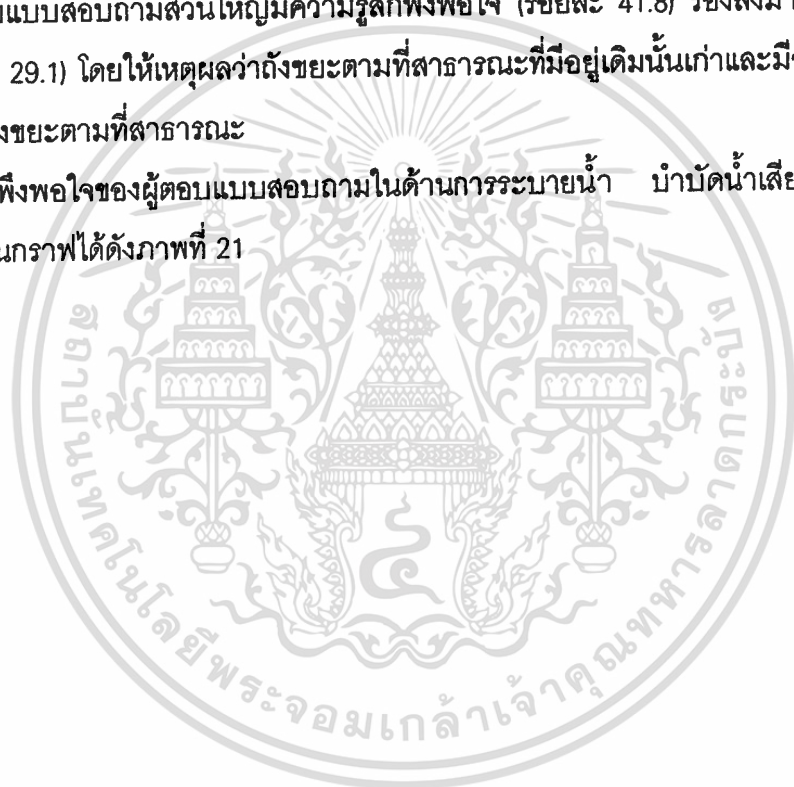 แบบสอบถามส่วนใหญ่มีความรู้สึกพึงพอใจ (ร้อยละ 41.8) รองลงมา
29.1) โดยให้เหตุผลว่าถังขยะตามที่สาธารณะที่มีอยู่เดิมนั้นเก่าและมี
งขยะตามที่สาธารณะ
พึงพอใจของผู้ตอบแบบสอบถามในด้านการระบายน้ำ บำบัดน้ำเสีย
นกราฟได้ดังภาพที่ 21
สถาบันเทคโนโลยีพระจอมเกล้าเจ้าคุณทหารลาดกระบัง